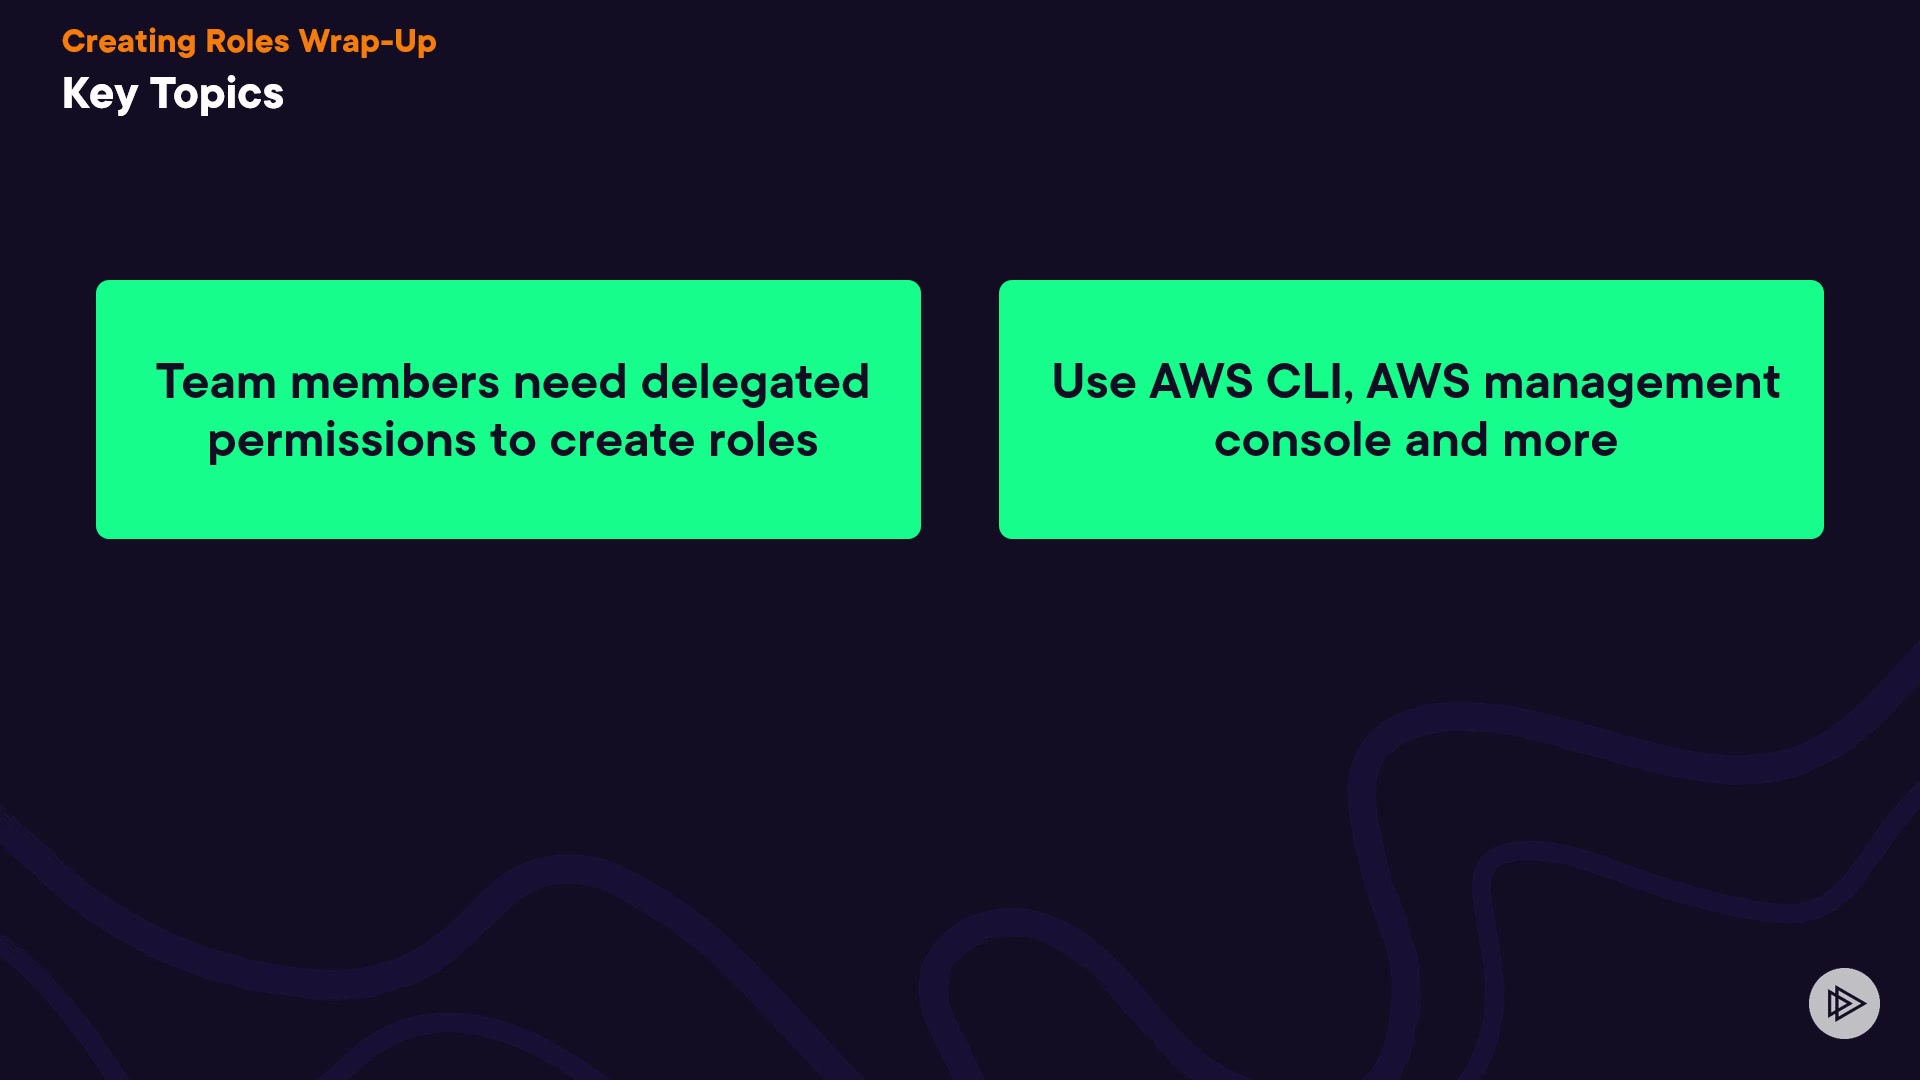 Creating Roles Wrap-Up
Key Topics
Team members need delegated
permissions to create roles
Use AWS CLI, AWS management
console and more